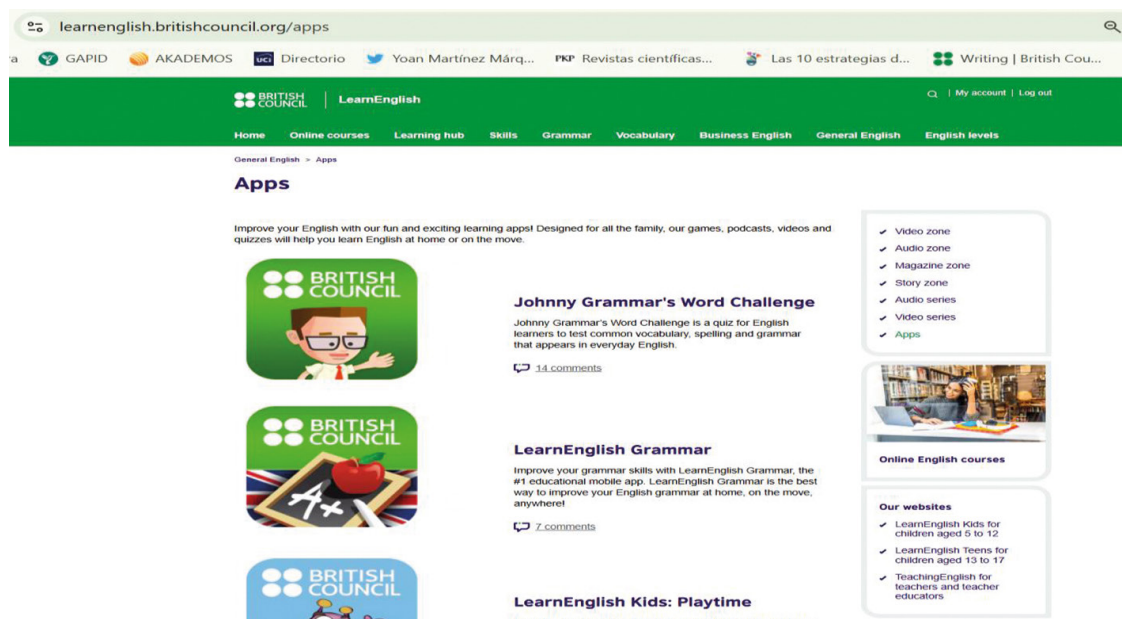 learnenglish.britishcouncil.org/apps
a GAPID AKADEMOS UCi Directorio Yoan Martínez Márq... PKP Revistas científicas... Las 10 estrategias d... Writing | British Cou...
BRITISH COUNCIL | LearnEnglish
| My account | Log out
Home Online courses Learning hub Skills Grammar Vocabulary Business English General English English levels
General English > Apps
Apps
Improve your English with our fun and exciting learning apps! Designed for all the family, our games, podcasts, videos and
quizzes will help you learn English at home or on the move.
BRITISH
COUNCIL
Johnny Grammar's Word Challenge
Johnny Grammar's Word Challenge is a quiz for English
learners to test common vocabulary, spelling and grammar
that appears in everyday English.
14 comments
BRITISH
COUNCIL
A+
LearnEnglish Grammar
Improve your grammar skills with LearnEnglish Grammar, the
#1 educational mobile app. LearnEnglish Grammar is the best
way to improve your English grammar at home, on the move,
anywhere!
7 comments
BRITISH
COUNCIL
LearnEnglish Kids: Playtime
Video zone
Audio zone
Magazine zone
Story zone
Audio series
Video series
Apps
Online English courses
Our websites
LearnEnglish Kids for
children aged 5 to 12
LearnEnglish Teens for
children aged 13 to 17
TeachingEnglish for
teachers and teacher
educators